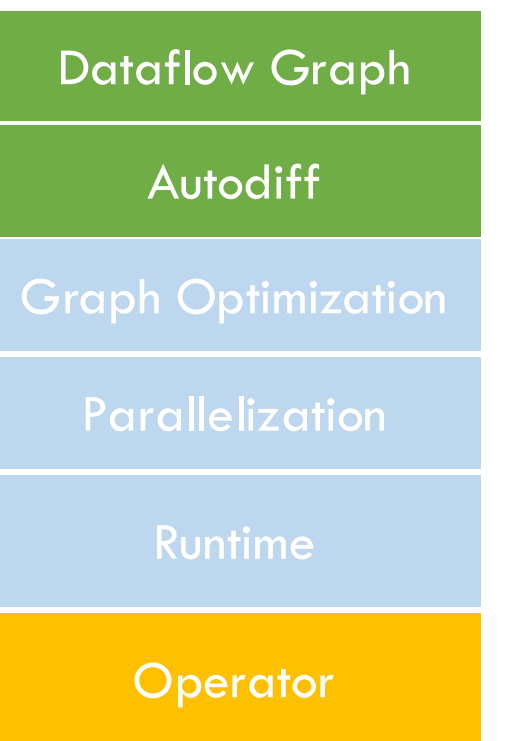 Dataflow Graph
Autodiff
Graph Optimization
Parallelization
Runtime
Operator